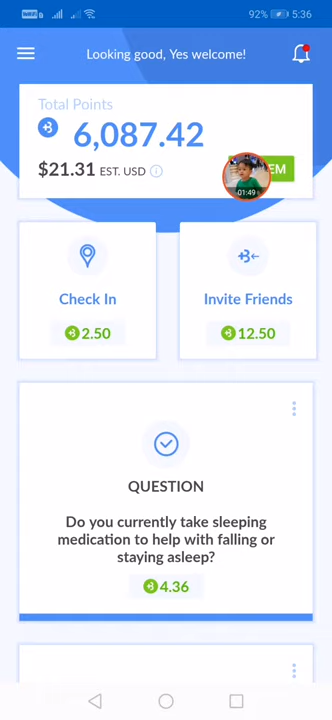 92% 5:36
Looking good, Yes welcome!
Total Points
6,087.42
$21.31 EST. USD
EM
01:49
Check In
2.50
Invite Friends
12.50
QUESTION
Do you currently take sleeping
medication to help with falling or
staying asleep?
4.36